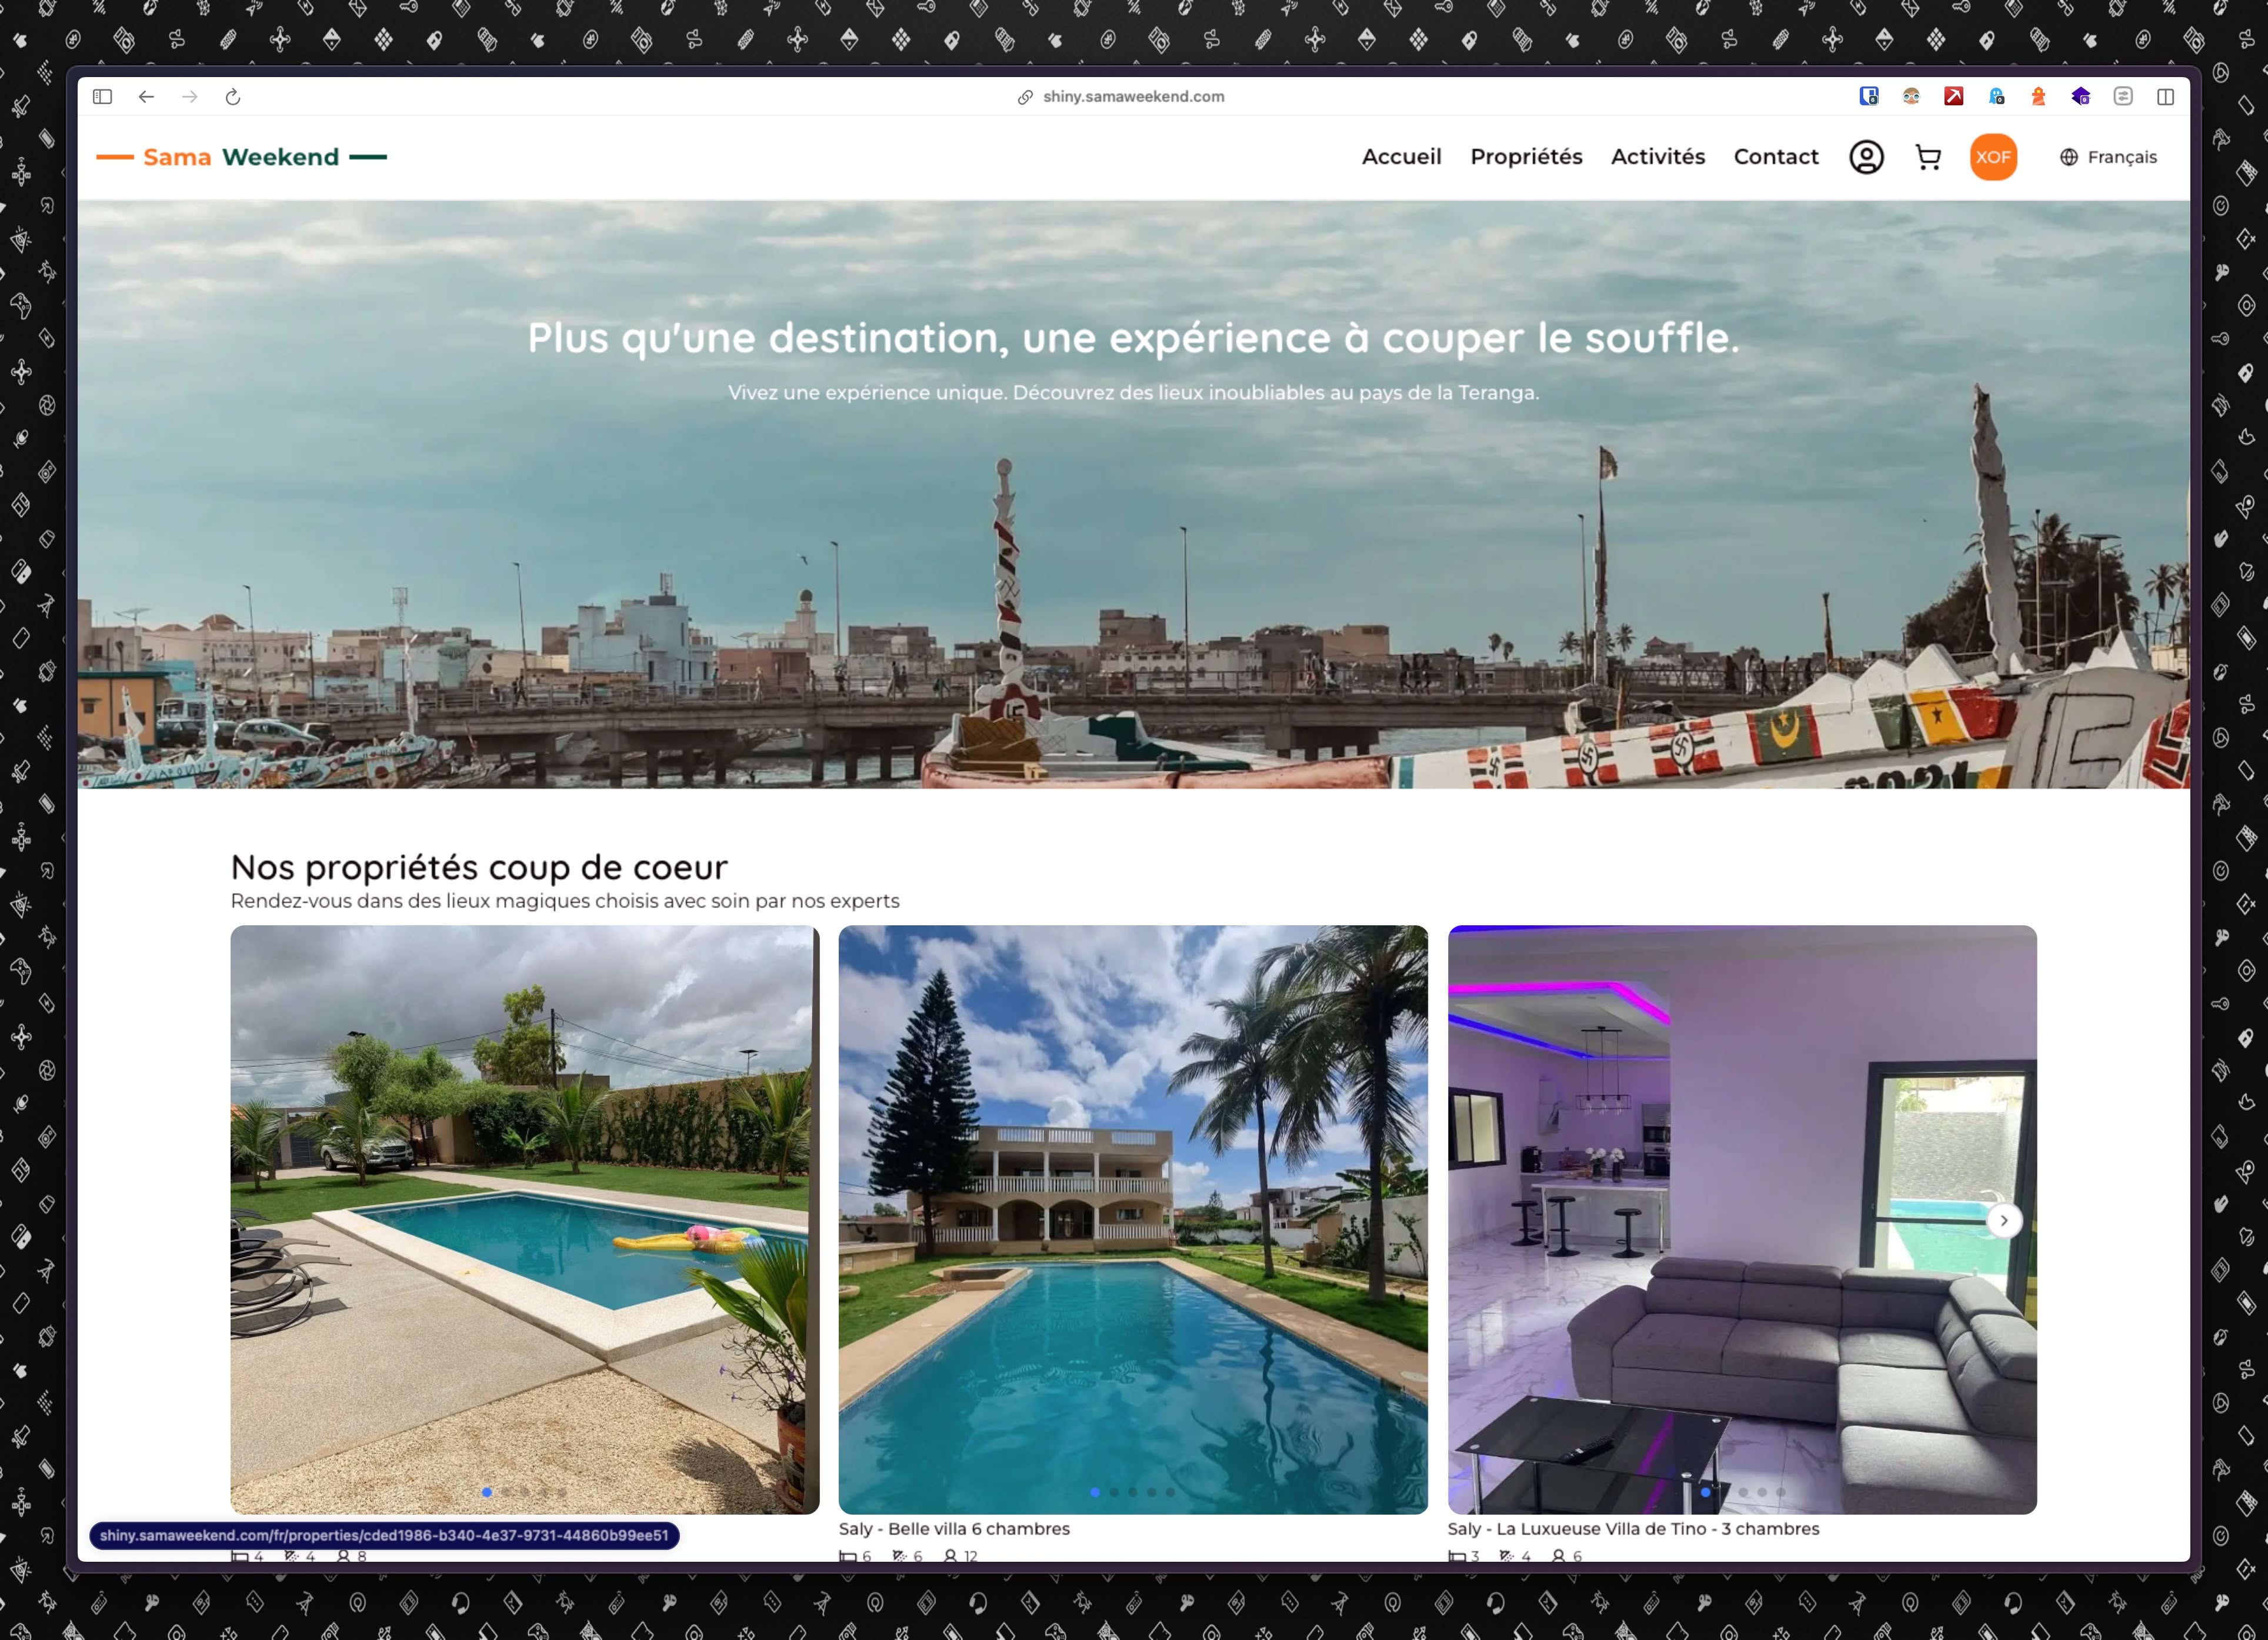 shiny.samaweekend.com
Sama Weekend
Accueil Propriétés Activités Contact XOF Français
Plus qu'une destination, une expérience à couper le souffle.
Vivez une expérience unique. Découvrez des lieux inoubliables au pays de la Teranga.
Nos propriétés coup de coeur
Rendez-vous dans des lieux magiques choisis avec soin par nos experts
Saly - Belle villa 6 chambres
Saly - La Luxueuse Villa de Tino - 3 chambres
shiny.samaweekend.com/fr/properties/cded1986-b340-4e37-9731-44860b99ee51
4 4 8
6 6 12
3 4 6